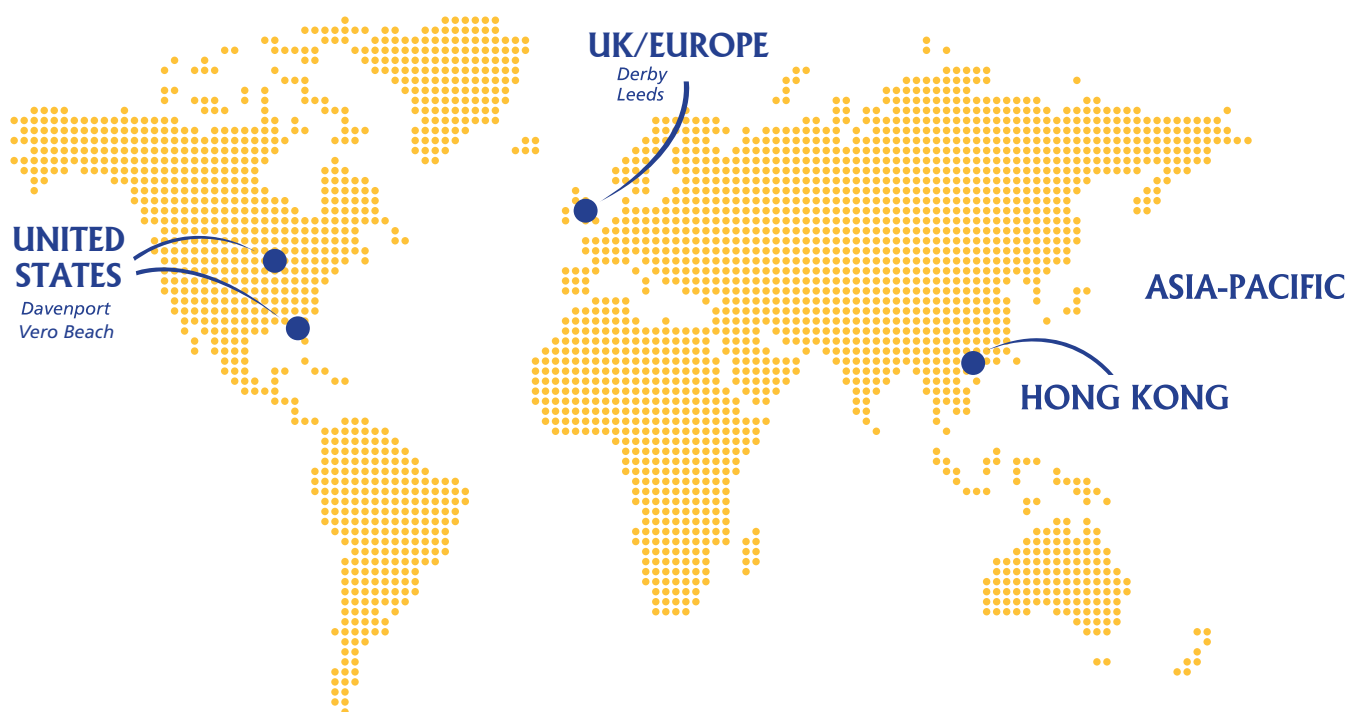 UK/EUROPE
Derby
Leeds
UNITED
STATES
Davenport
Vero Beach
ASIA-PACIFIC
HONG KONG